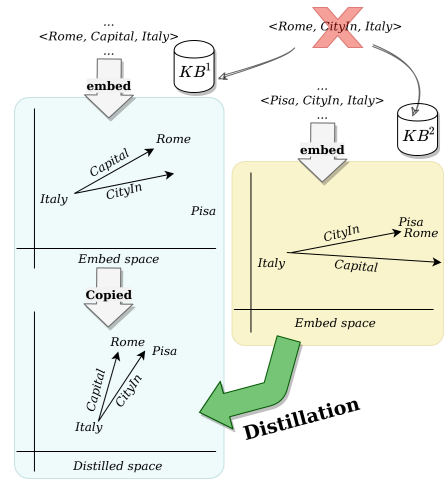 ...
<Rome, Capital, Italy>
...
embed
KB1
<Rome, CityIn, Italy>
...
<Pisa, CityIn, Italy>
...
embed
KB2
Capital
Rome
CityIn
Italy
Pisa
Embed space
CityIn
Pisa
Rome
Italy
Capital
Embed space
Copied
Rome
Pisa
Capital
CityIn
Italy
Distilled space
Distillation